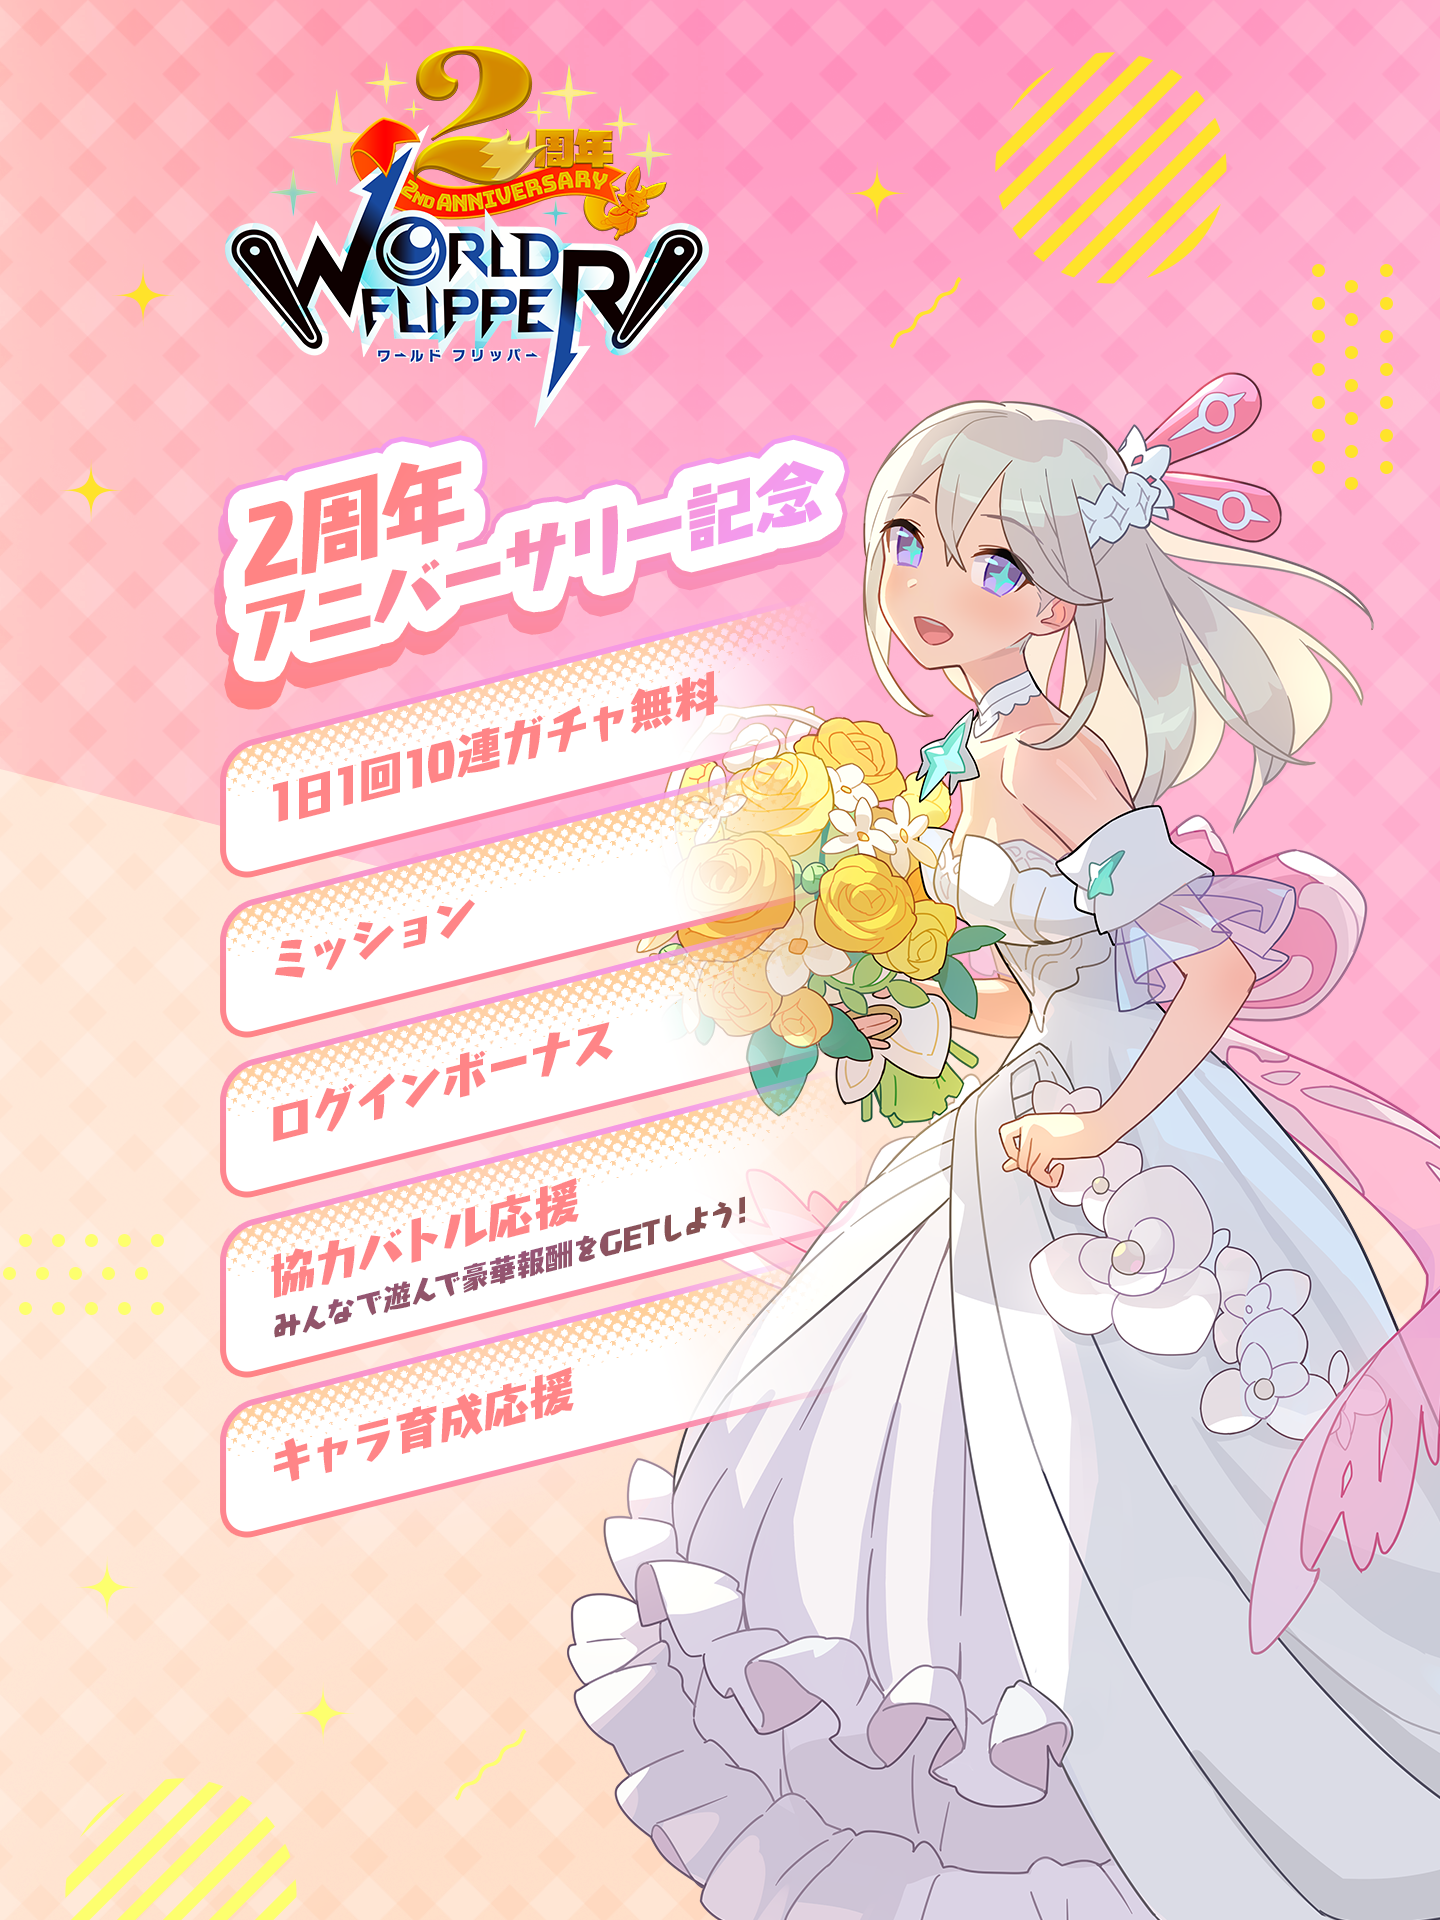 2周年
2ND ANNIVERSARY
WORLD
FLIPPER
ワールド フリッパー
2周年
アニバーサリー記念
1日1回10連ガチャ無料
ミッション
ログインボーナス
協力バトル応援
みんなで遊んで豪華報酬をGETしよう!
キャラ育成応援